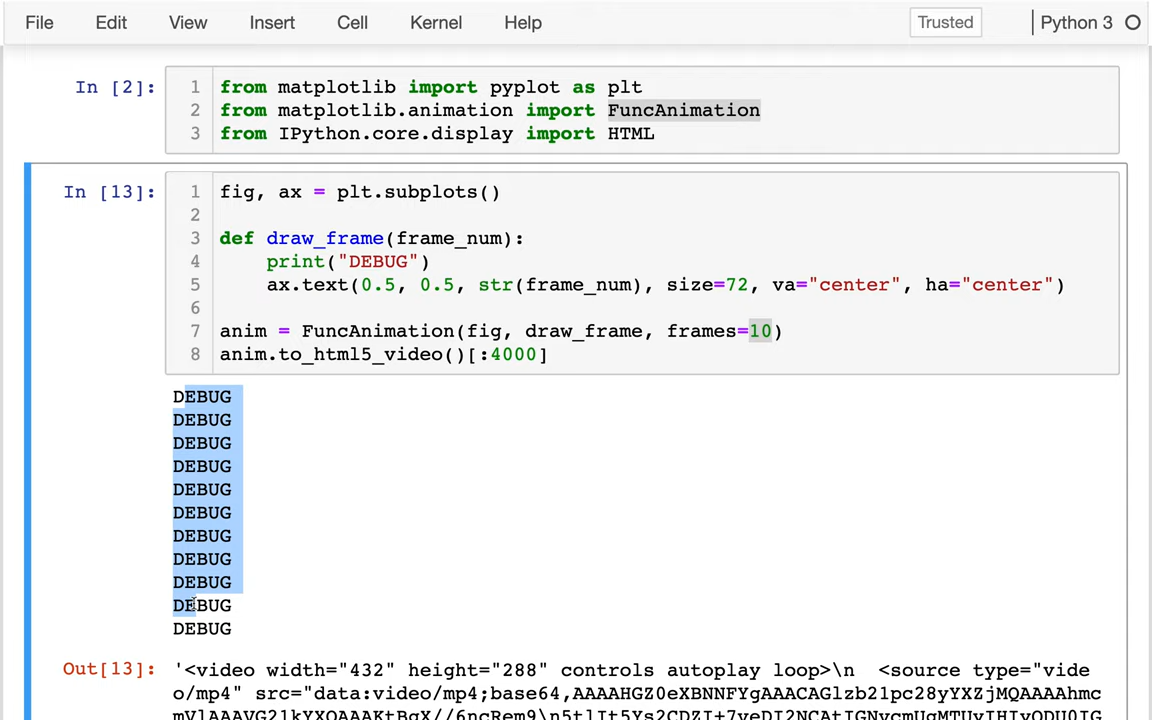 File Edit View Insert Cell Kernel Help Trusted Python 3
In [2]:
1 from matplotlib import pyplot as plt
2 from matplotlib.animation import FuncAnimation
3 from IPython.core.display import HTML
In [13]:
1 fig, ax = plt.subplots()
2
3 def draw_frame(frame_num):
4     print("DEBUG")
5     ax.text(0.5, 0.5, str(frame_num), size=72, va="center", ha="center")
6
7 anim = FuncAnimation(fig, draw_frame, frames=10)
8 anim.to_html5_video()[:4000]
DEBUG
DEBUG
DEBUG
DEBUG
DEBUG
DEBUG
DEBUG
DEBUG
DEBUG
DEBUG
DEBUG
Out[13]: '<video width="432" height="288" controls autoplay loop>\n  <source type="vide
o/mp4" src="data:video/mp4;base64,AAAAHGZ0eXBNNFYgAAACAGlzb21pc28yYXZjMQAAAAhmc